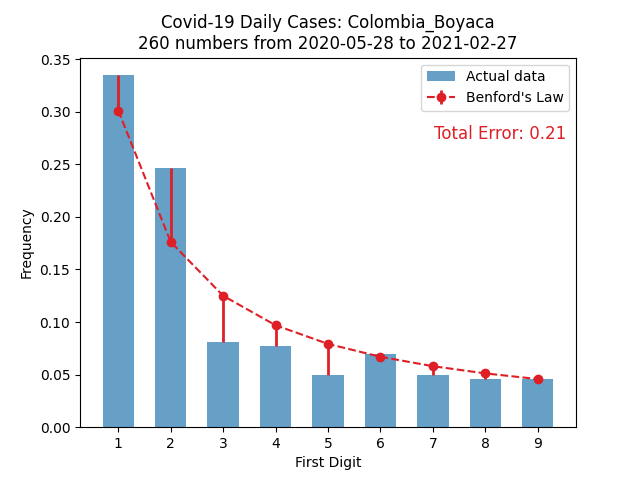 Covid-19 Daily Cases: Colombia_Boyaca
260 numbers from 2020-05-28 to 2021-02-27
Actual data
Benford's Law
Total Error: 0.21
Frequency
0.35
0.30
0.25
0.20
0.15
0.10
0.05
0.00
1 2 3 4 5 6 7 8 9
First Digit